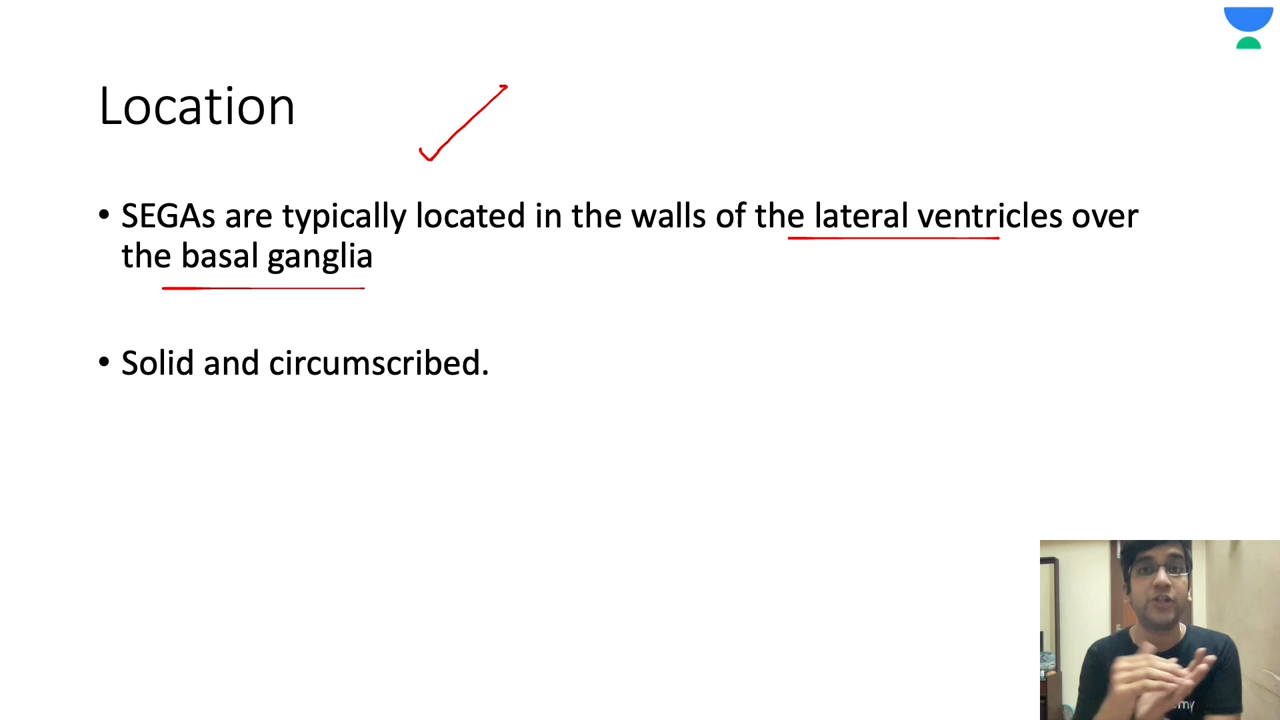 Location
• SEGAs are typically located in the walls of the lateral ventricles over
the basal ganglia
• Solid and circumscribed.
my